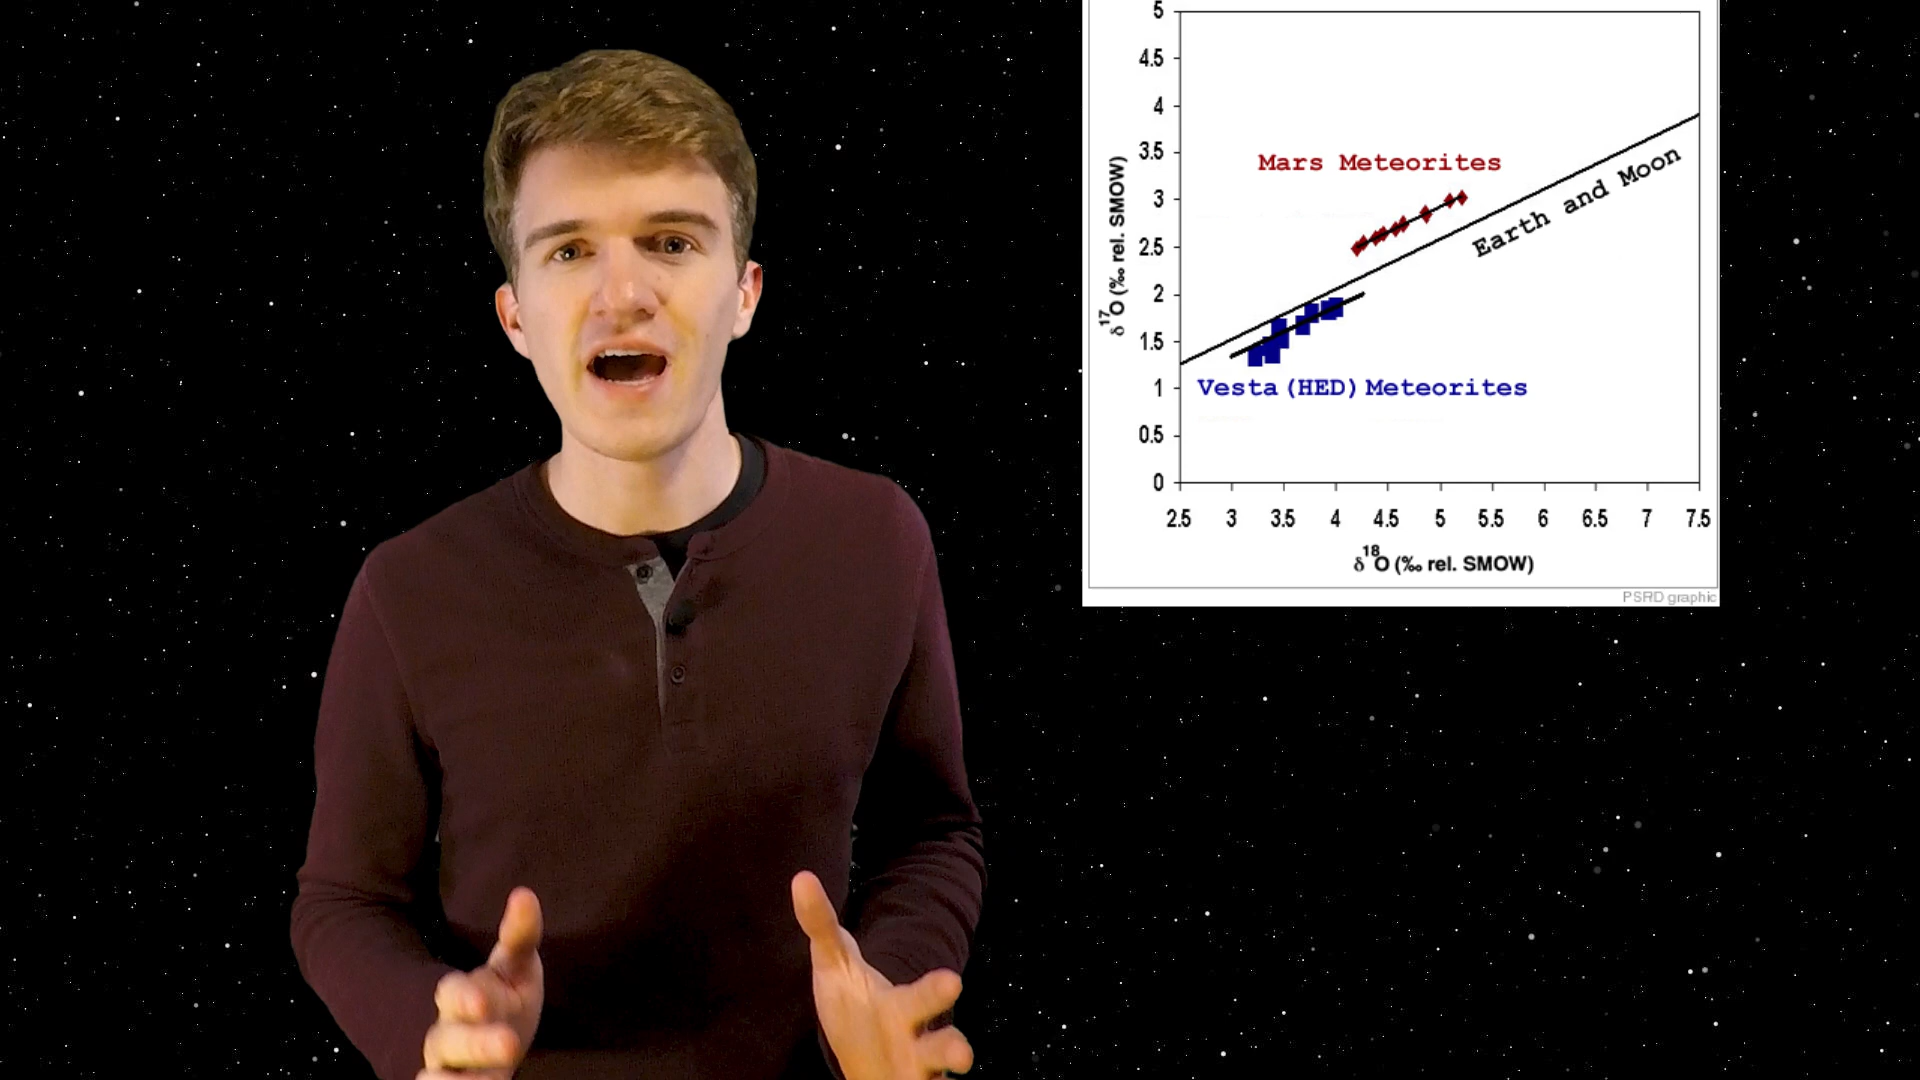 5
4.5
4
3.5
3
2.5
2
1.5
1
0.5
0
δ17O (‰ rel. SMOW)
Mars Meteorites
Earth and Moon
Vesta (HED) Meteorites
2.5 3 3.5 4 4.5 5 5.5 6 6.5 7 7.5
δ18O (‰ rel. SMOW)
PSRD graphic